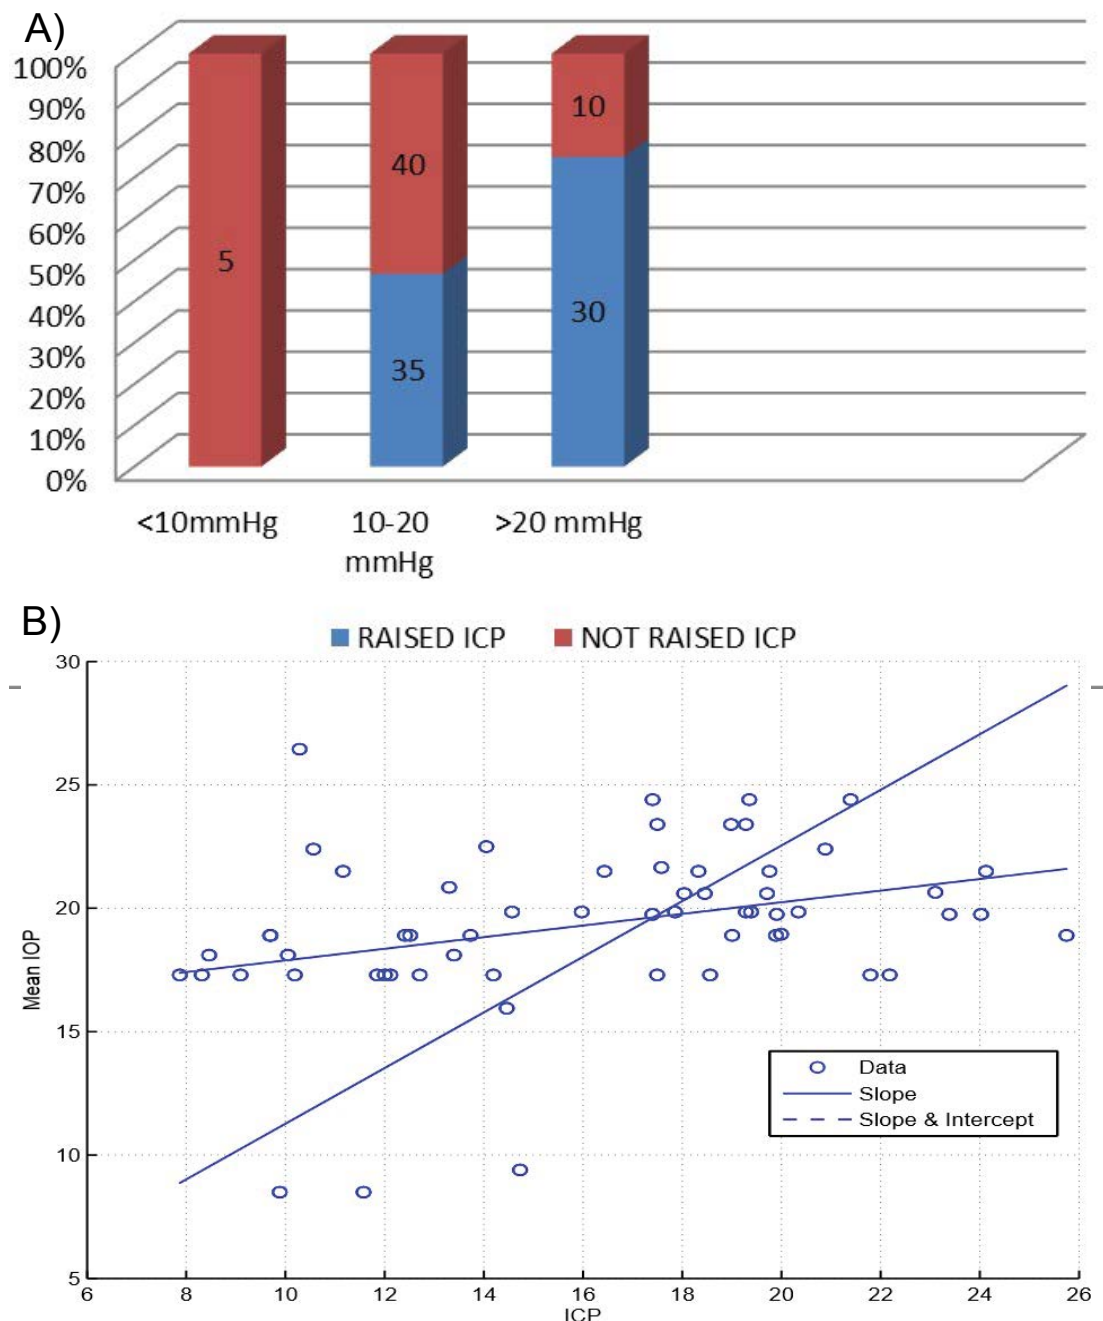 A)
100%
90%
80%
70%
60%
50%
40%
30%
20%
10%
0%
5
40
35
10
30
<10mmHg
10-20
mmHg
>20 mmHg
RAISED ICP
NOT RAISED ICP
B)
30
25
20
15
10
5
Mean IOP
Data
Slope
Slope & Intercept
6 8 10 12 14 16 18 20 22 24 26
ICP